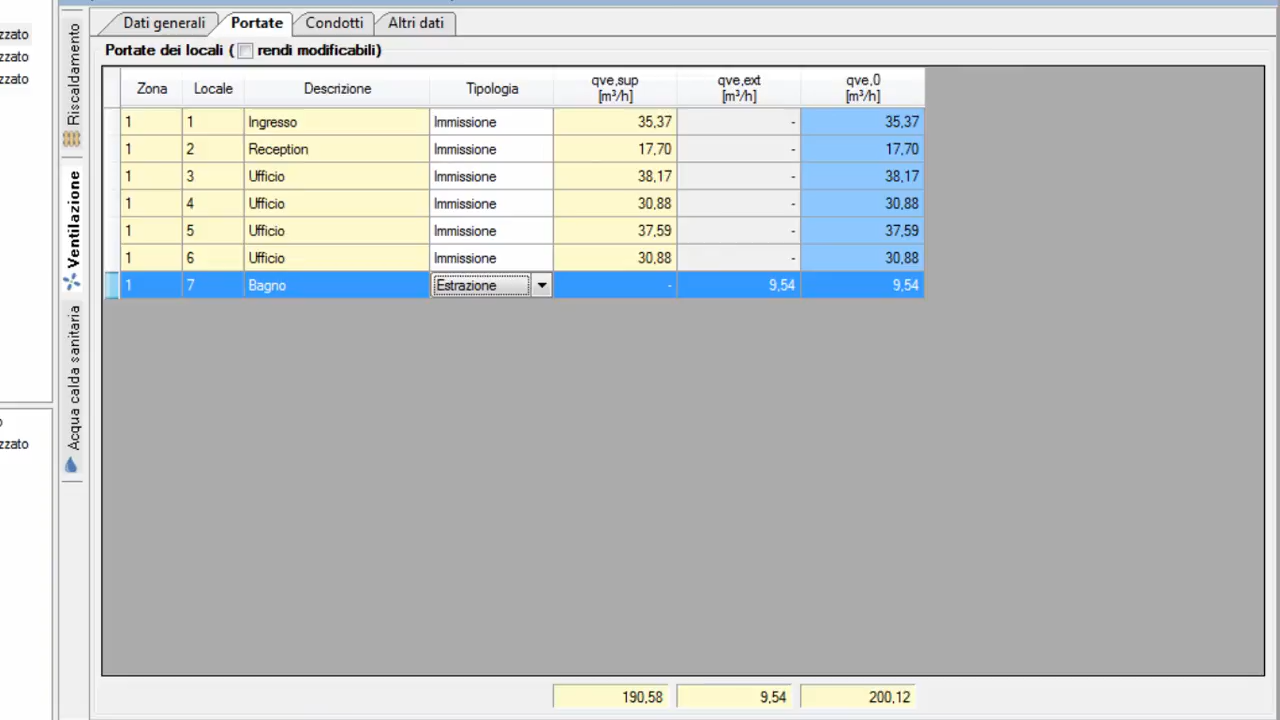 zzato
zzato
zzato
o
zzato
Riscaldamento
Ventilazione
Acqua calda sanitaria
Dati generali Portate Condotti Altri dati
Portate dei locali ( rendi modificabili)
Zona Locale Descrizione Tipologia qve,sup [m³/h] qve,ext [m³/h] qve,0 [m³/h]
1 1 Ingresso Immissione 35,37 - 35,37
1 2 Reception Immissione 17,70 - 17,70
1 3 Ufficio Immissione 38,17 - 38,17
1 4 Ufficio Immissione 30,88 - 30,88
1 5 Ufficio Immissione 37,59 - 37,59
1 6 Ufficio Immissione 30,88 - 30,88
1 7 Bagno Estrazione - 9,54 9,54
190,58 9,54 200,12